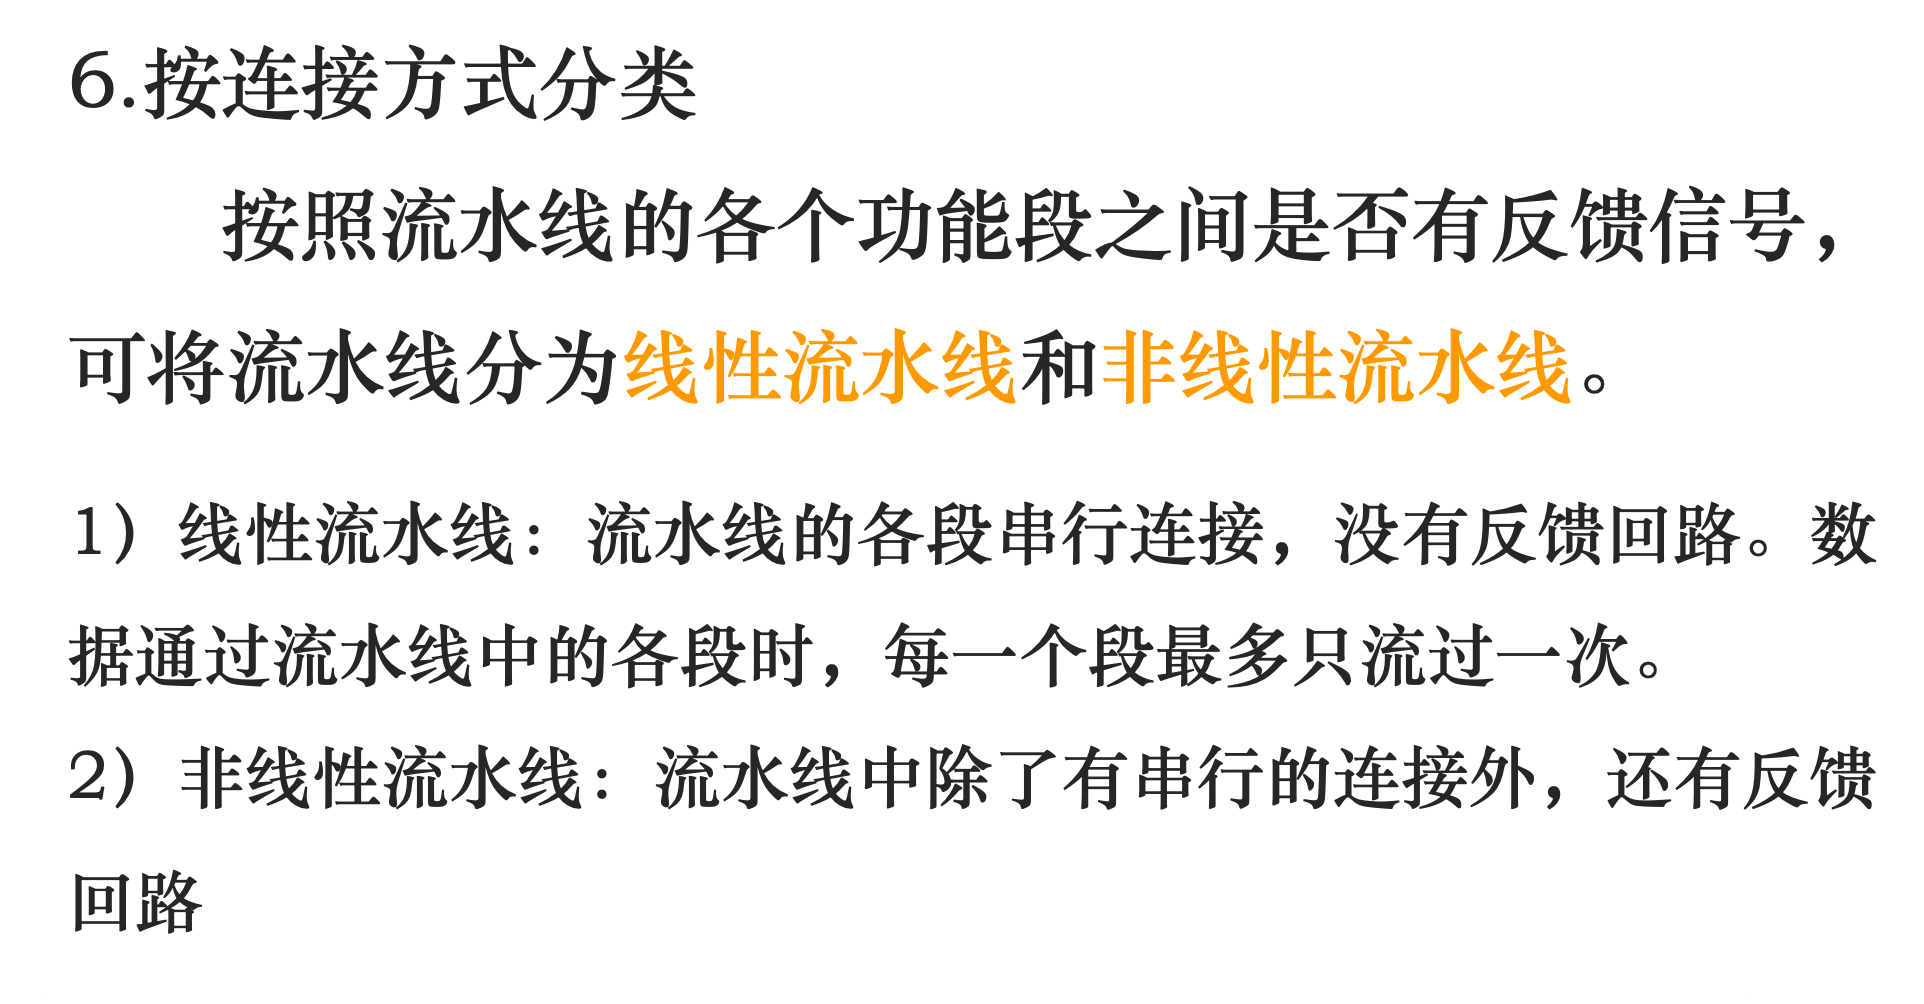 6.按连接方式分类
按照流水线的各个功能段之间是否有反馈信号，
可将流水线分为线性流水线和非线性流水线。
1）线性流水线：流水线的各段串行连接，没有反馈回路。数
据通过流水线中的各段时，每一个段最多只流过一次。
2）非线性流水线：流水线中除了有串行的连接外，还有反馈
回路